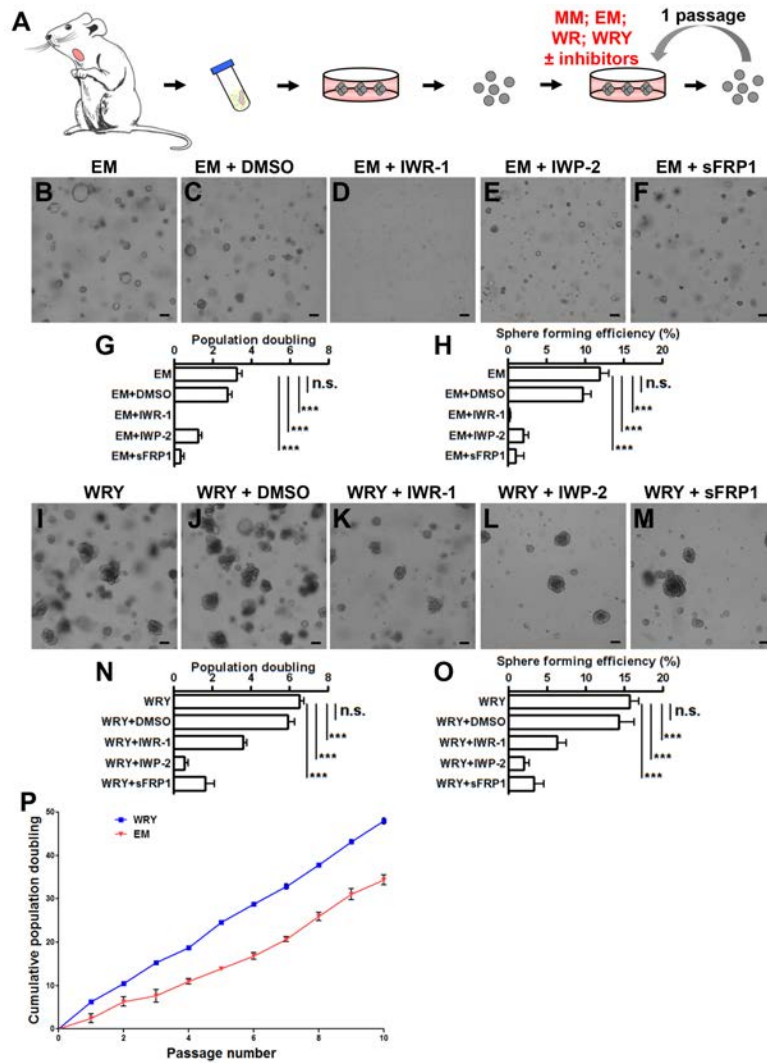 A
MM; EM;
WR; WRY
± inhibitors
1 passage
EM
EM + DMSO
EM + IWR-1
EM + IWP-2
EM + sFRP1
B
C
D
E
F
G
Population doubling
0 2 4 6 8
EM
EM+DMSO
EM+IWR-1
EM+IWP-2
EM+sFRP1
n.s.
***
***
***
H
Sphere forming efficiency (%)
0 5 10 15 20
EM
EM+DMSO
EM+IWR-1
EM+IWP-2
EM+sFRP1
n.s.
***
***
***
WRY
WRY + DMSO
WRY + IWR-1
WRY + IWP-2
WRY + sFRP1
I
J
K
L
M
N
Population doubling
0 2 4 6 8
WRY
WRY+DMSO
WRY+IWR-1
WRY+IWP-2
WRY+sFRP1
n.s.
***
***
***
O
Sphere forming efficiency (%)
0 5 10 15 20
WRY
WRY+DMSO
WRY+IWR-1
WRY+IWP-2
WRY+sFRP1
n.s.
***
***
***
P
WRY
EM
Cumulative population doubling
50
40
30
20
10
0
0 2 4 6 8 10
Passage number